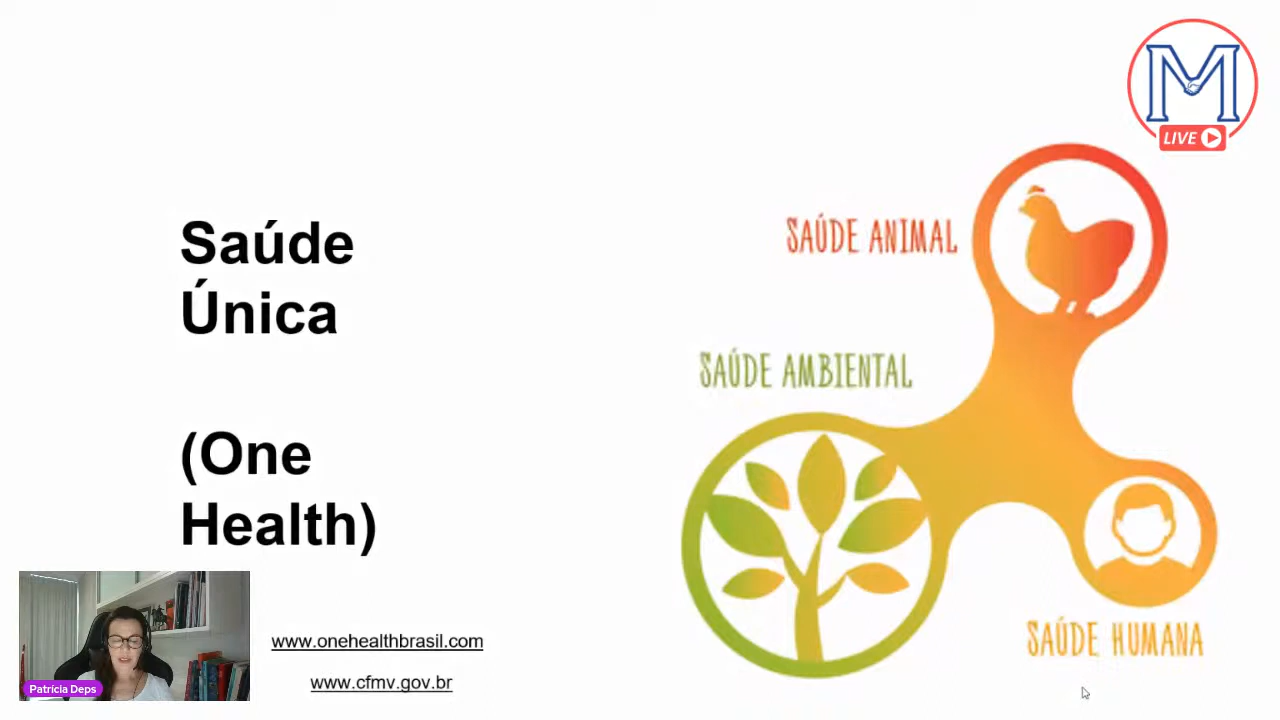 M
LIVE
Saúde
Única
(One
Health)
SAÚDE ANIMAL
SAÚDE AMBIENTAL
SAÚDE HUMANA
Patrícia Deps
www.onehealthbrasil.com
www.cfmv.gov.br